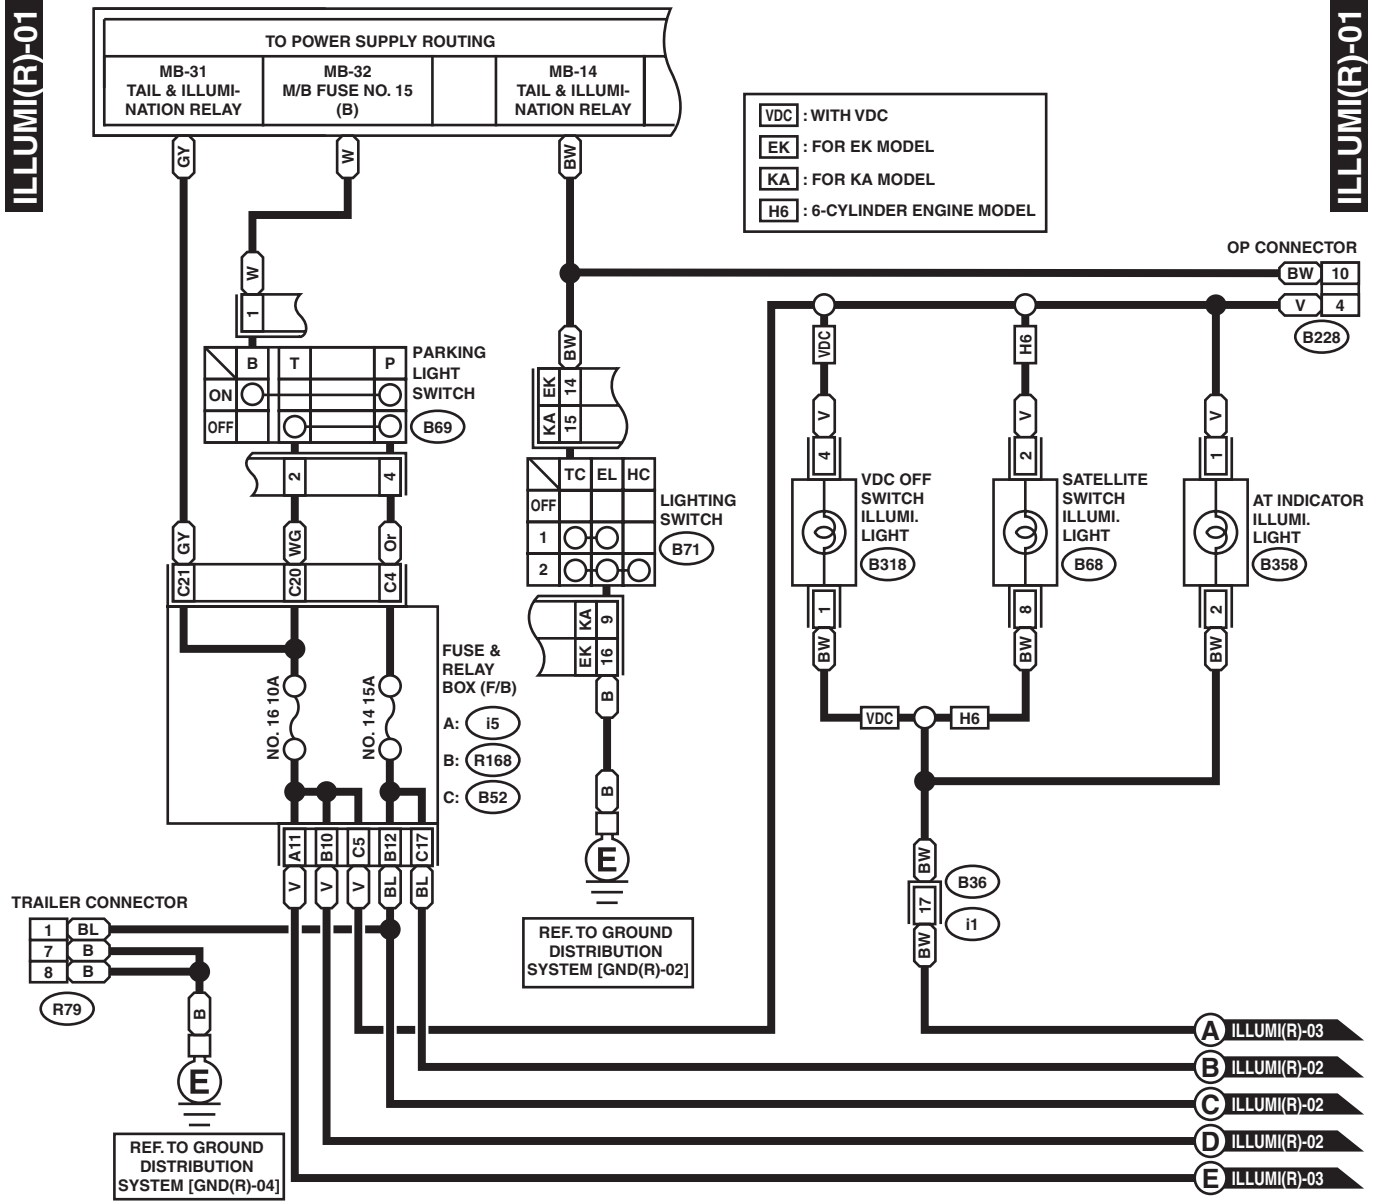 ILLUMI(R)-01
ILLUMI(R)-01
TO POWER SUPPLY ROUTING
MB-31
TAIL & ILLUMI-
NATION RELAY
MB-32
M/B FUSE NO. 15
(B)
MB-14
TAIL & ILLUMI-
NATION RELAY
GY
W
BW
VDC : WITH VDC
EK : FOR EK MODEL
KA : FOR KA MODEL
H6 : 6-CYLINDER ENGINE MODEL
OP CONNECTOR
BW 10
V 4
B228
W
1
B T P
ON
OFF
PARKING
LIGHT
SWITCH
B69
2 4
GY WG Or
C21 C20 C4
BW
EK 14
KA 15
TC EL HC
OFF
1
2
LIGHTING
SWITCH
B71
KA 9
EK 16
B
B
E
REF. TO GROUND
DISTRIBUTION
SYSTEM [GND(R)-02]
VDC H6
V V V
4 2 1
VDC OFF
SWITCH
ILLUMI.
LIGHT
B318
SATELLITE
SWITCH
ILLUMI.
LIGHT
B68
AT INDICATOR
ILLUMI.
LIGHT
B358
1 8 2
BW BW BW
VDC H6
NO. 16 10A
NO. 14 15A
FUSE &
RELAY
BOX (F/B)
A: i5
B: R168
C: B52
A11 B10 C5 B12 C17
V V V BL BL
BW
17
BW
B36
i1
TRAILER CONNECTOR
1 BL
7 B
8 B
R79
B
E
REF. TO GROUND
DISTRIBUTION
SYSTEM [GND(R)-04]
A ILLUMI(R)-03
B ILLUMI(R)-02
C ILLUMI(R)-02
D ILLUMI(R)-02
E ILLUMI(R)-03